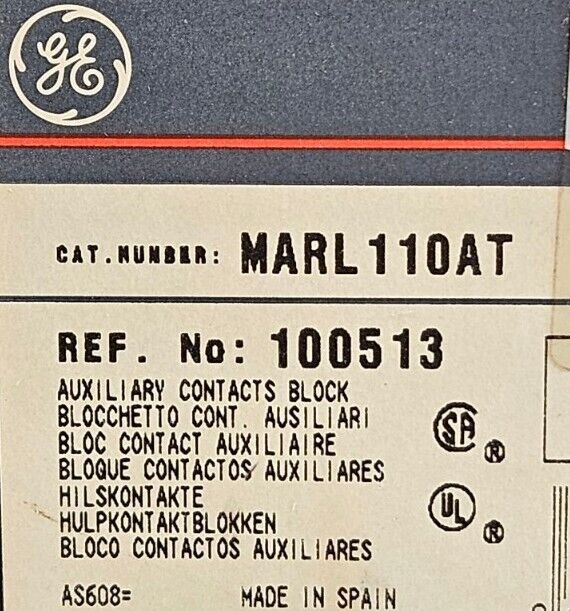 GE
CAT. NUMBER: MARL110AT
REF. No: 100513
AUXILIARY CONTACTS BLOCK
BLOCCHETTO CONT. AUSILIARI
BLOC CONTACT AUXILIAIRE
BLOQUE CONTACTOS AUXILIARES
HILSKONTAKTE
HULPKONTAKTBLOKKEN
BLOCO CONTACTOS AUXILIARES
SA ®
UL ®
AS608= MADE IN SPAIN